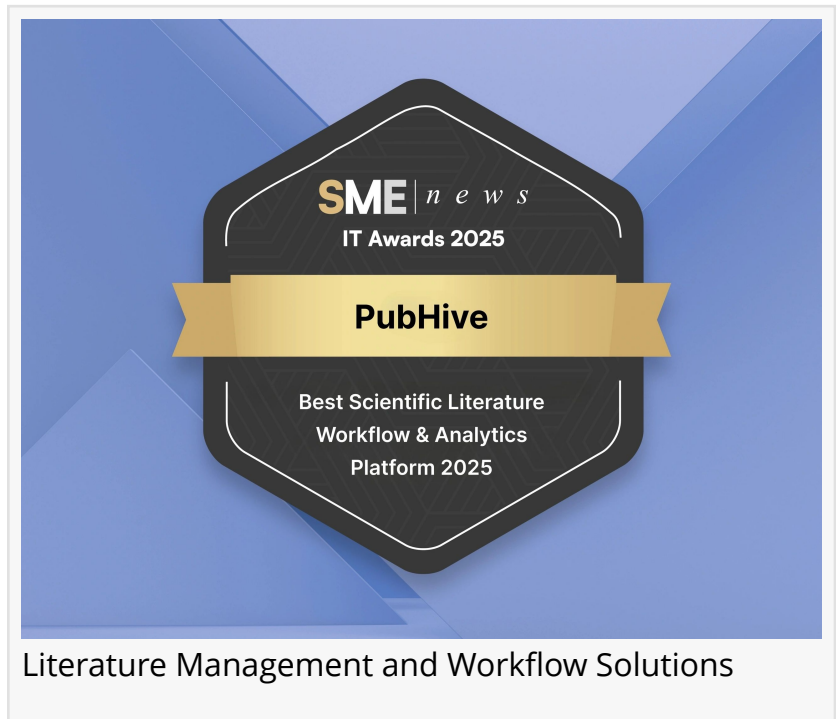 SME news
IT Awards 2025
PubHive
Best Scientific Literature
Workflow & Analytics
Platform 2025
Literature Management and Workflow Solutions